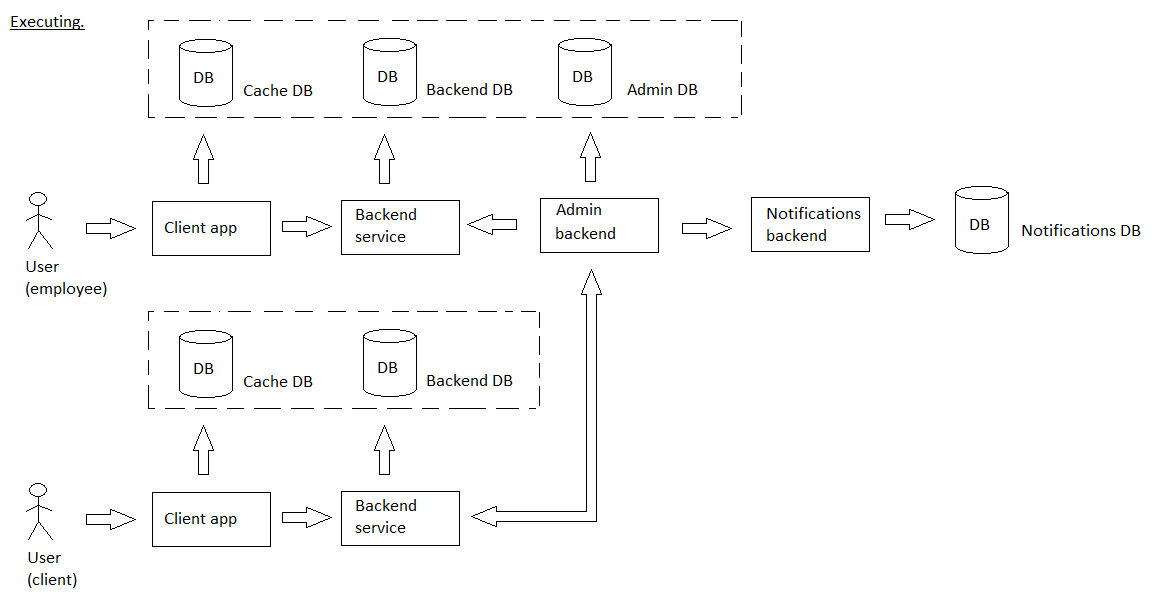 Executing.
DB
Cache DB
DB
Backend DB
DB
Admin DB
User
(employee)
Client app
Backend
service
Admin
backend
Notifications
backend
DB
Notifications DB
DB
Cache DB
DB
Backend DB
User
(client)
Client app
Backend
service